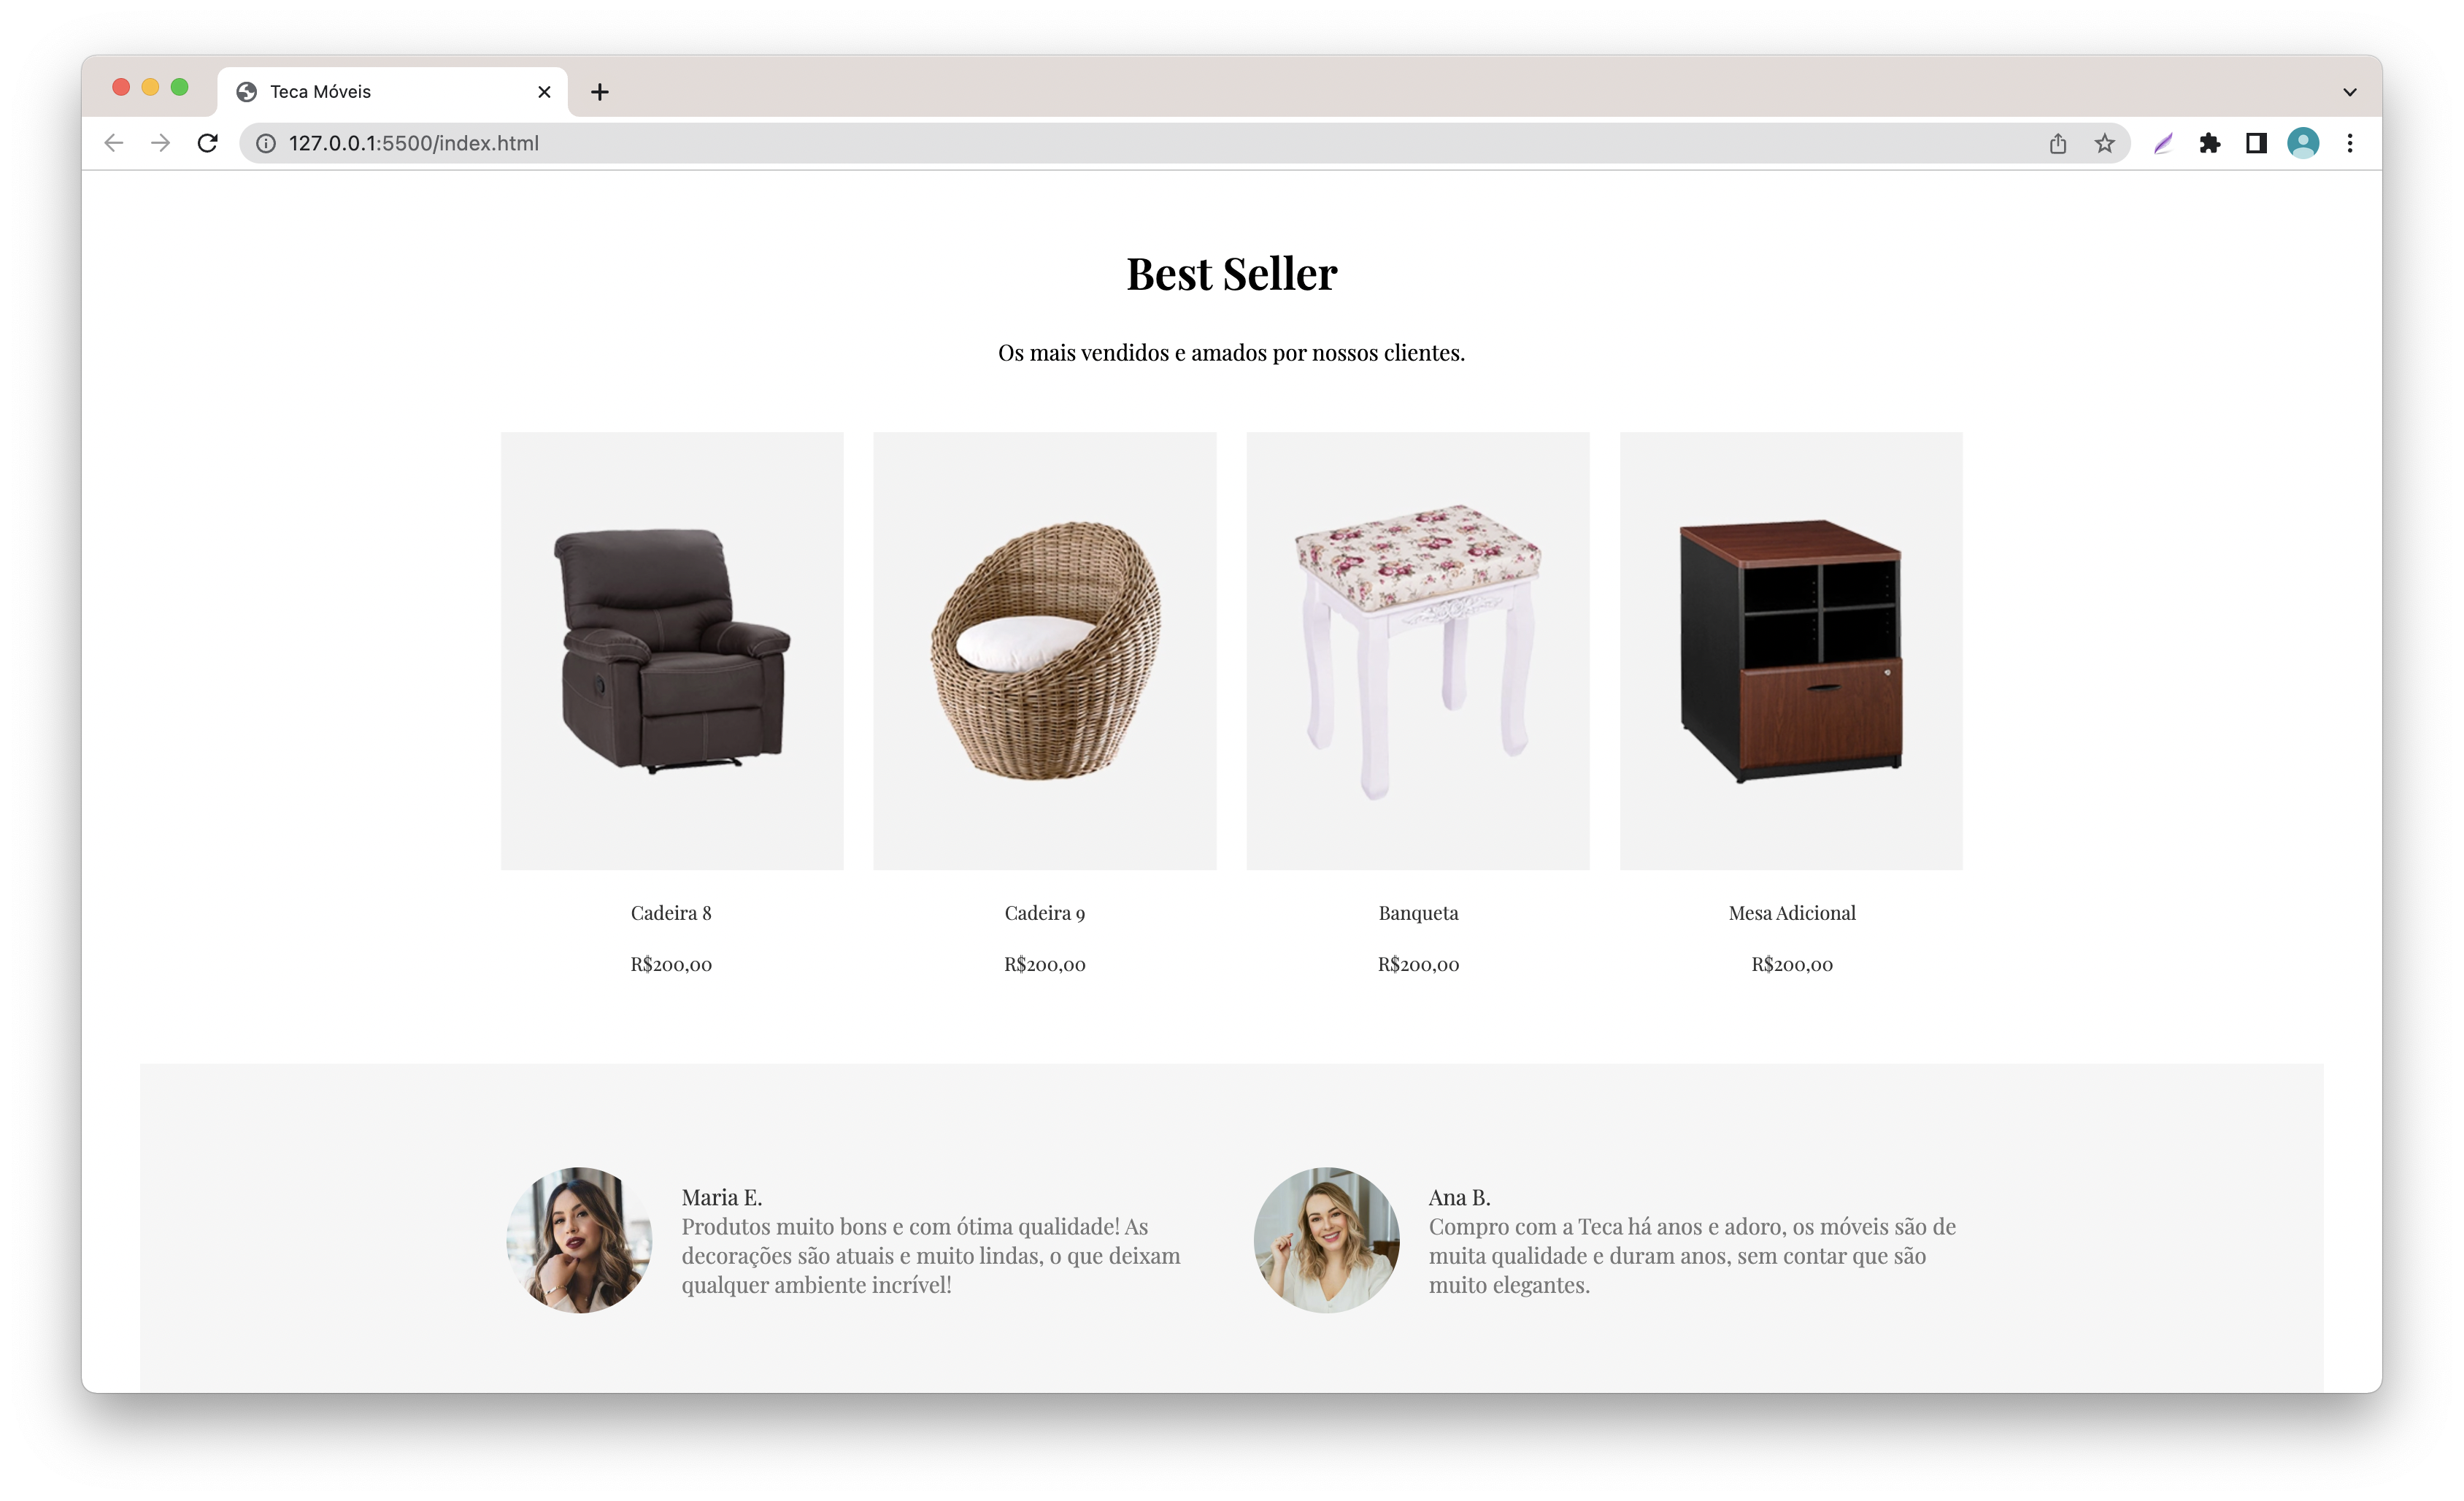 Teca Móveis
127.0.0.1:5500/index.html
Best Seller
Os mais vendidos e amados por nossos clientes.
Cadeira 8
R$200,00
Cadeira 9
R$200,00
Banqueta
R$200,00
Mesa Adicional
R$200,00
Maria E.
Produtos muito bons e com ótima qualidade! As
decorações são atuais e muito lindas, o que deixam
qualquer ambiente incrível!
Ana B.
Compro com a Teca há anos e adoro, os móveis são de
muita qualidade e duram anos, sem contar que são
muito elegantes.